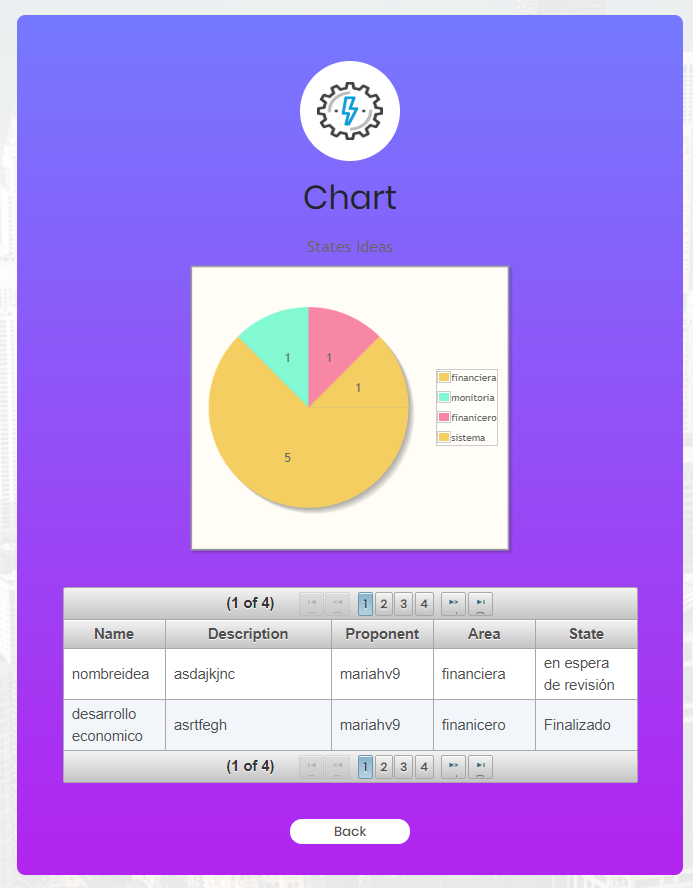 Chart
States Ideas
1
1
1
5
financiera
monitoria
finanicero
sistema
(1 of 4) 1 2 3 4
Name Description Proponent Area State
nombreidea asdajkjnc mariahv9 financiera en espera
de revisión
desarrollo
economico asrtfegh mariahv9 finanicero Finalizado
(1 of 4) 1 2 3 4
Back